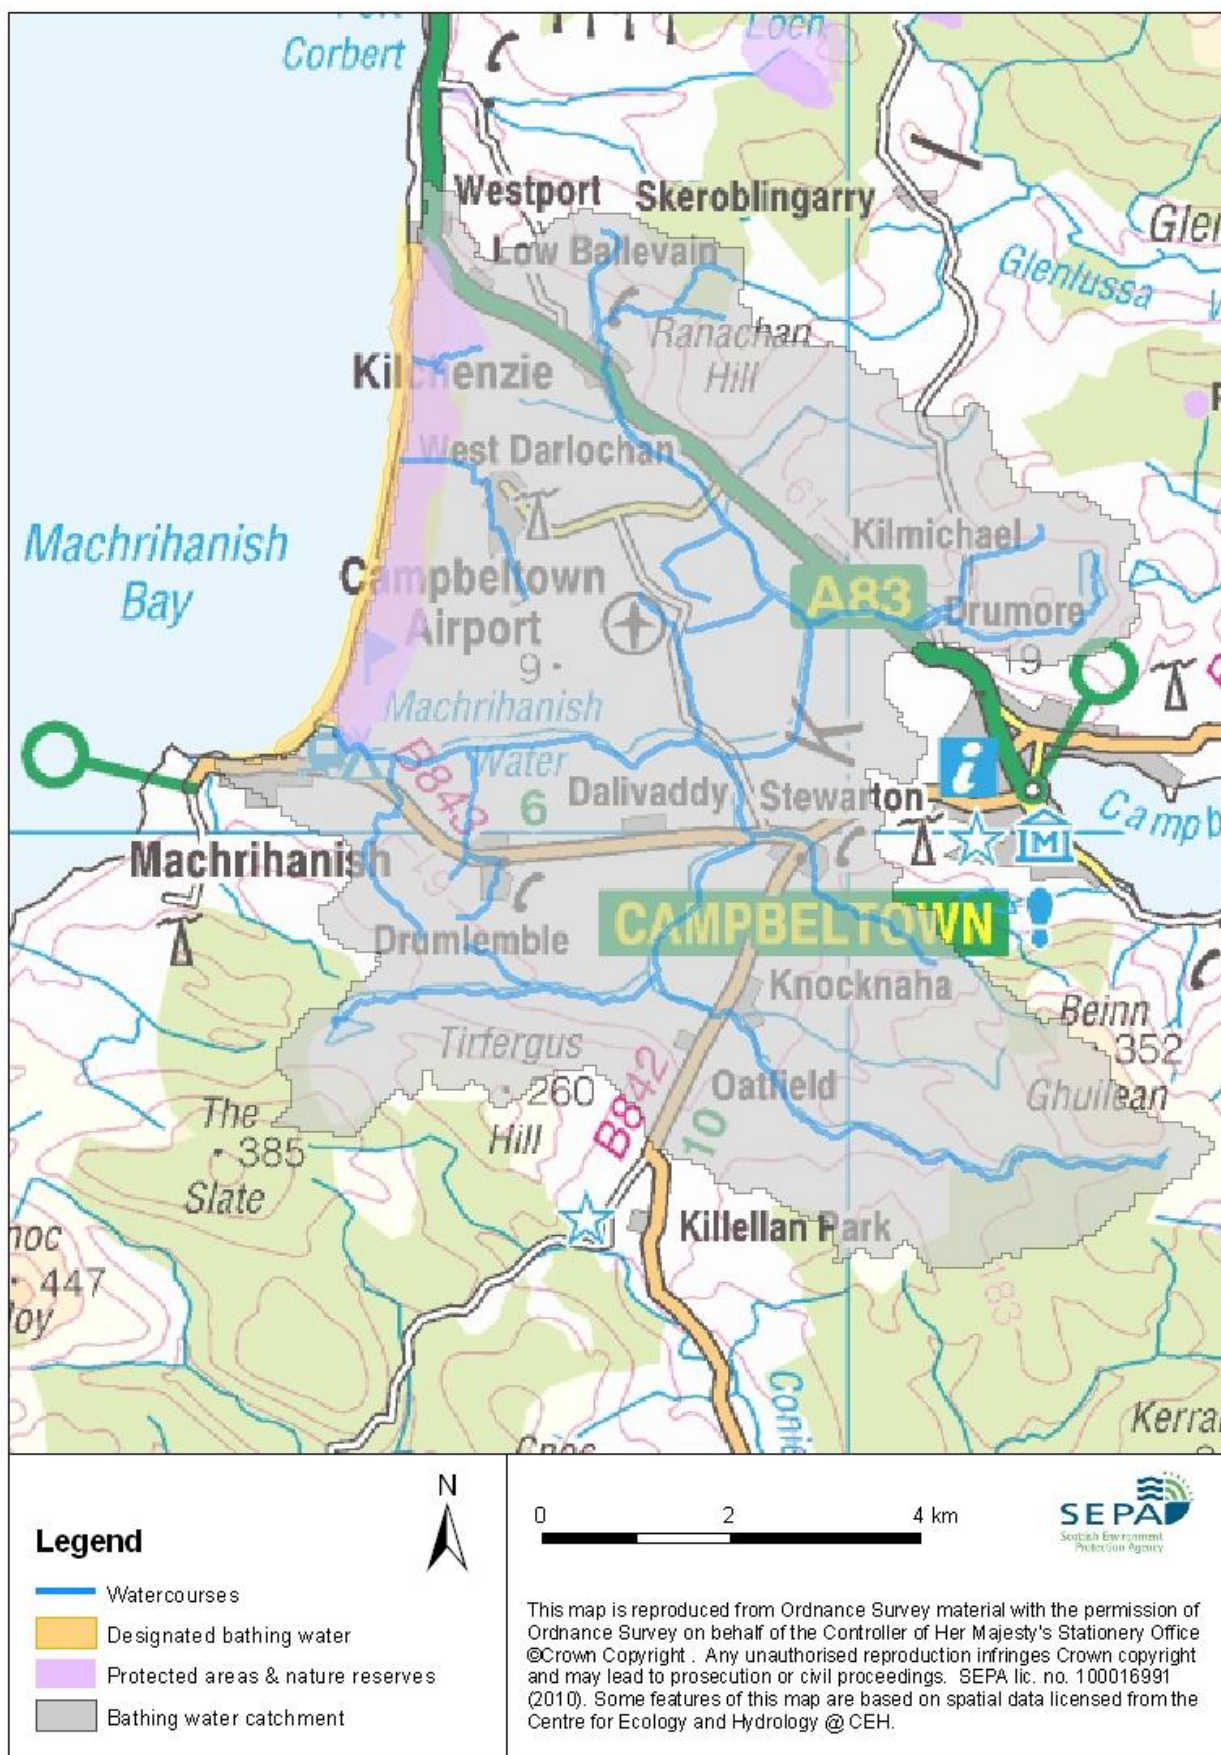 Corbert
Loch
Westport
Skeroblingarry
Low Ballevain
Glenlussa
Ranachan
Hill
Kilchenzie
West Darlochan
61
Machrihanish
Bay
Kilmichael
Campbeltown
Airport
A83
Drumore
9
19
Machrihanish
Water
B843
6
Dalivaddy
Stewarton
i
M
Machrihanish
CAMPBELTOWN
Drumlemble
Knocknaha
Beinn
352
Ghuilean
Tirfergus
260
Hill
B842
10
Oatfield
The
385
Slate
Killellan Park
447
183
Legend
Watercourses
Designated bathing water
Protected areas & nature reserves
Bathing water catchment
N
0 2 4 km
SEPA
Scottish Environment
Protection Agency
This map is reproduced from Ordnance Survey material with the permission of
Ordnance Survey on behalf of the Controller of Her Majesty's Stationery Office
©Crown Copyright . Any unauthorised reproduction infringes Crown copyright
and may lead to prosecution or civil proceedings. SEPA lic. no. 100016991
(2010). Some features of this map are based on spatial data licensed from the
Centre for Ecology and Hydrology @ CEH.